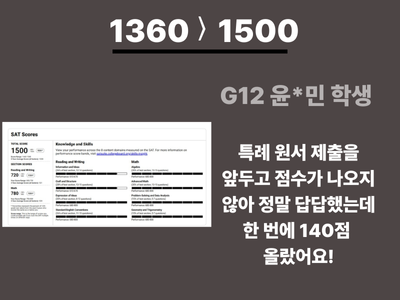 1360 〉 1500
G12 윤*민 학생
SAT Scores
TOTAL SCORE
1500
Knowledge and Skills
Reading and Writing
720
Math
780
Reading and Writing
Math
Information and Ideas
Algebra
Craft and Structure
Advanced Math
Expression of Ideas
Problem-Solving and Data Analysis
Standard English Conventions
Geometry and Trigonometry
특례 원서 제출을
앞두고 점수가 나오지
않아 정말 답답했는데
한 번에 140점
올랐어요!